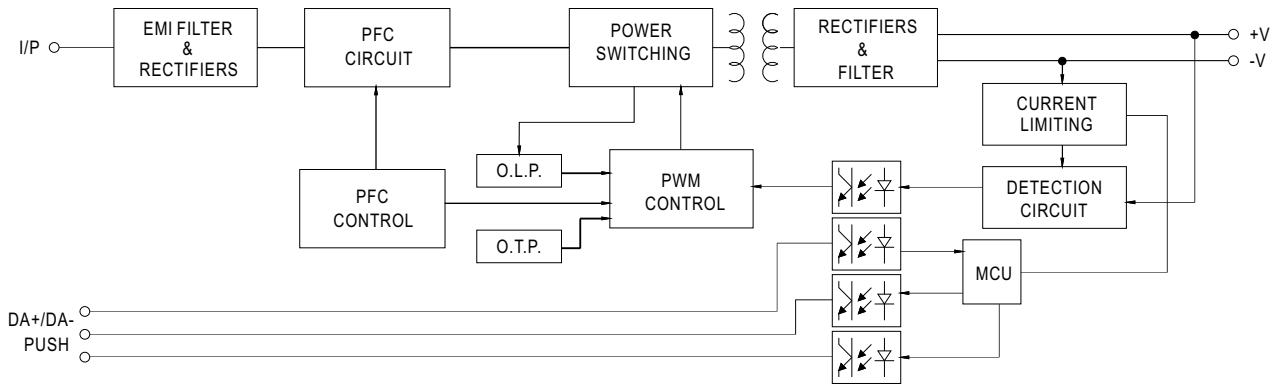 I/P
EMI FILTER
&
RECTIFIERS
PFC
CIRCUIT
POWER
SWITCHING
RECTIFIERS
&
FILTER
+V
-V
CURRENT
LIMITING
O.L.P.
PWM
CONTROL
DETECTION
CIRCUIT
PFC
CONTROL
O.T.P.
MCU
DA+/DA-
PUSH